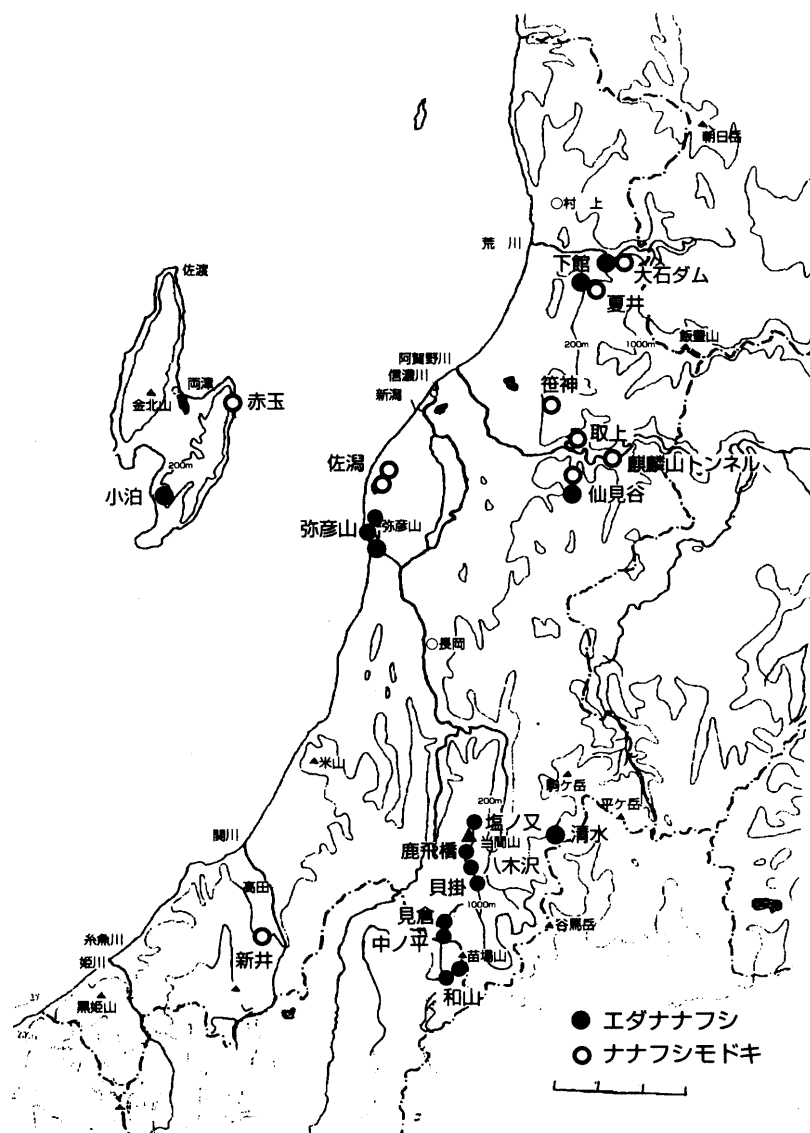 朝日岳
村上
荒川
下館
大石ダム
夏井
佐渡
飯豊山
200m
1000m
阿賀野川
信濃川
新潟
両津
金北山
赤玉
笹神
取上
麒麟山トンネル
佐潟
200m
小泊
仙見谷
弥彦山
弥彦山
長岡
米山
駒ケ岳
平ケ岳
200m
塩ノ又
当間山
清水
鹿飛橋
八木沢
貝掛
関川
高田
1000m
見倉
谷馬岳
中ノ平
糸魚川
新井
苗場山
姫川
和山
黒姫山
エダナナフシ
ナナフシモドキ